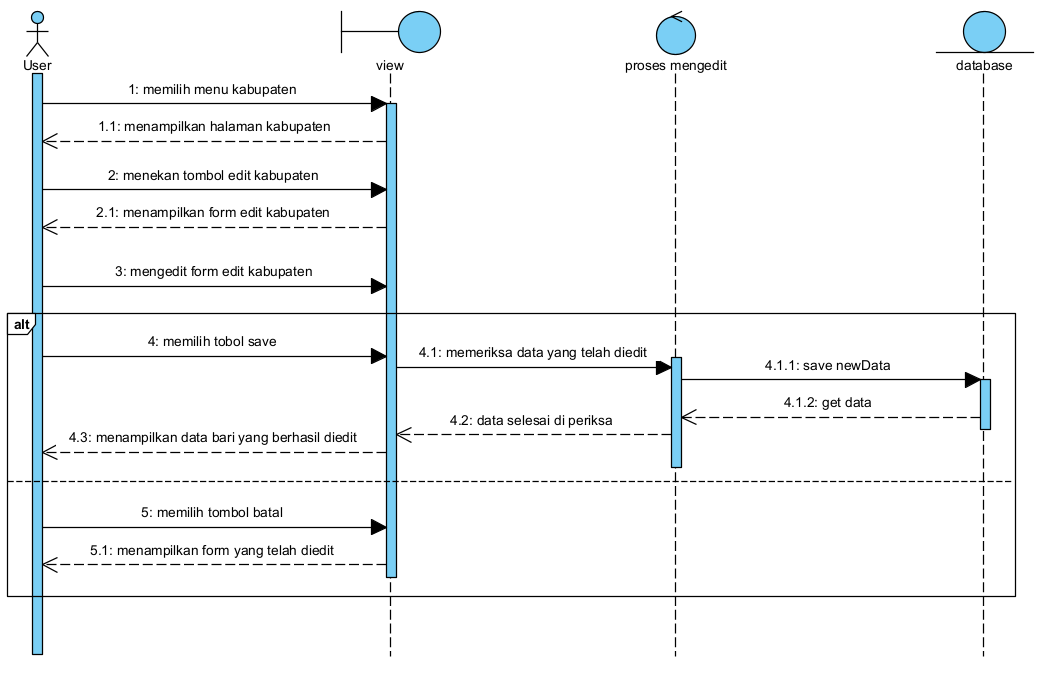 User
view
proses mengedit
database
1: memilih menu kabupaten
1.1: menampilkan halaman kabupaten
2: menekan tombol edit kabupaten
2.1: menampilkan form edit kabupaten
3: mengedit form edit kabupaten
alt
4: memilih tobol save
4.1: memeriksa data yang telah diedit
4.1.1: save newData
4.1.2: get data
4.2: data selesai di periksa
4.3: menampilkan data bari yang berhasil diedit
5: memilih tombol batal
5.1: menampilkan form yang telah diedit